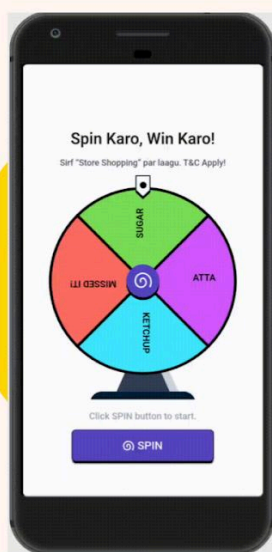 Spin Karo, Win Karo!
Sirf "Store Shopping" par laagu. T&C Apply!
SUGAR
MISSED IT!
ATTA
KETCHUP
Click SPIN button to start.
SPIN